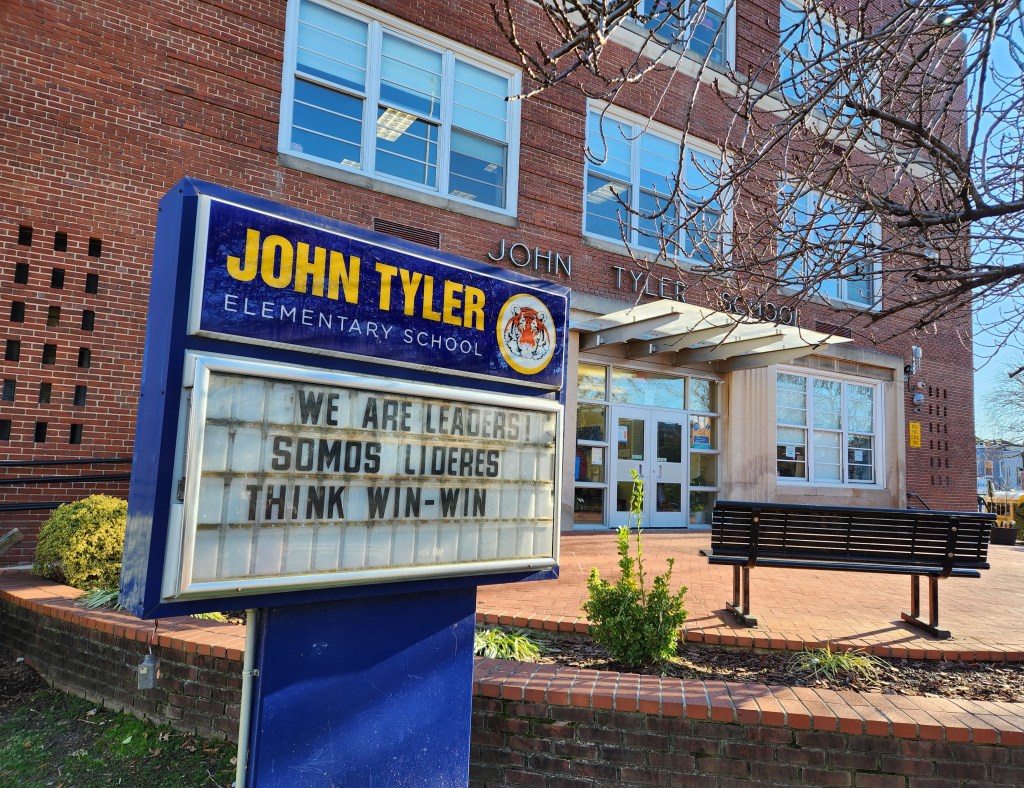 JOHN TYLER
ELEMENTARY SCHOOL
WE ARE LEADERS!
SOMOS LIDERES
THINK WIN-WIN
JOHN TYLER SCHOOL